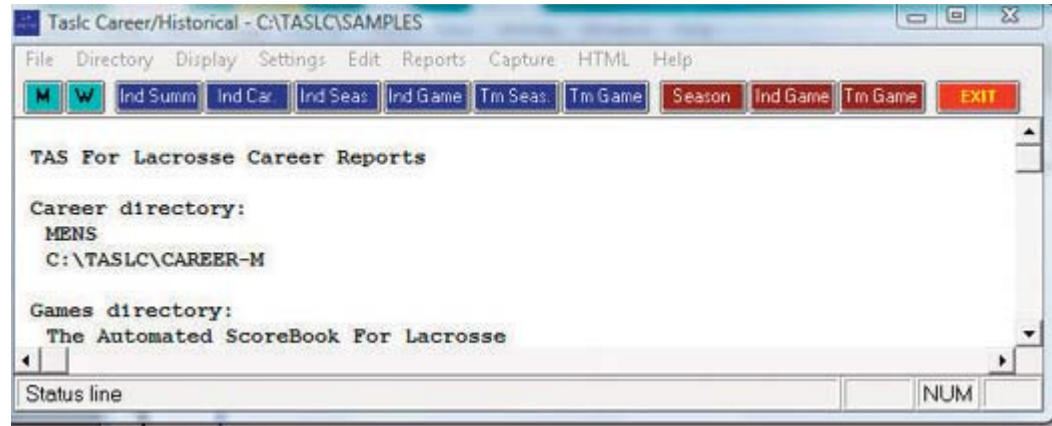 Taslc Career/Historical - C:\TASLC\SAMPLES
File Directory Display Settings Edit Reports Capture HTML Help
M W Ind Summ Ind Car. Ind Seas. Ind Game Tm Seas. Tm Game Season Ind Game Tm Game EXIT
TAS For Lacrosse Career Reports
Career directory:
MENS
C:\TASLC\CAREER-M
Games directory:
The Automated ScoreBook For Lacrosse
Status line NUM